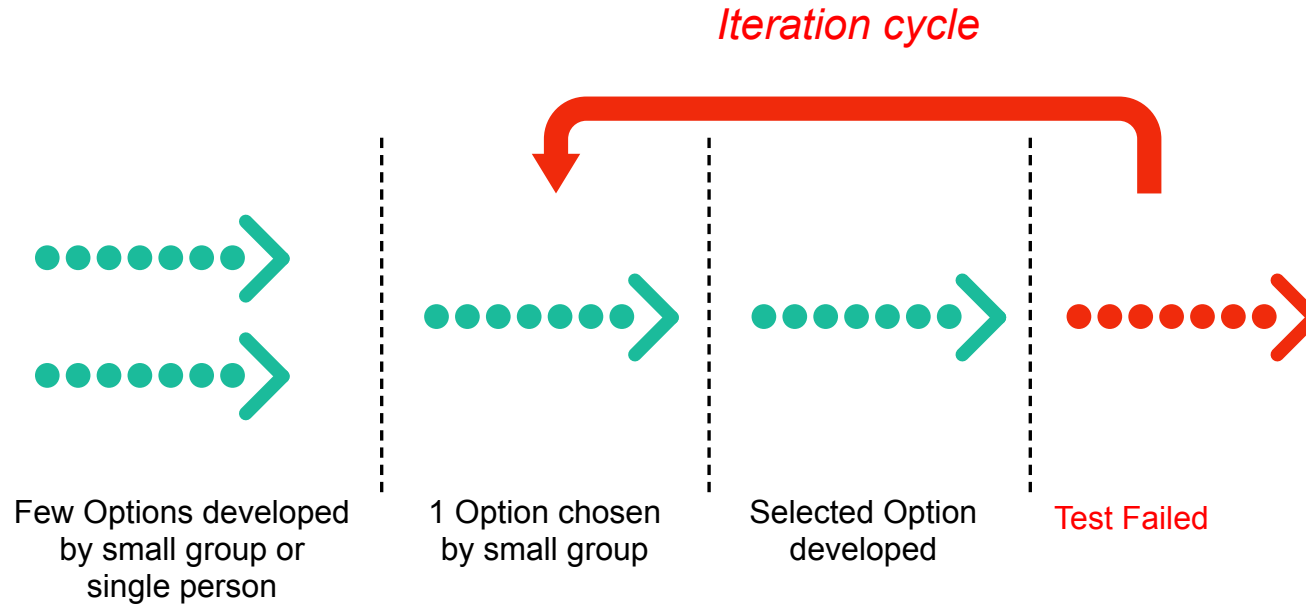 Iteration cycle
Few Options developed
by small group or
single person
1 Option chosen
by small group
Selected Option
developed
Test Failed